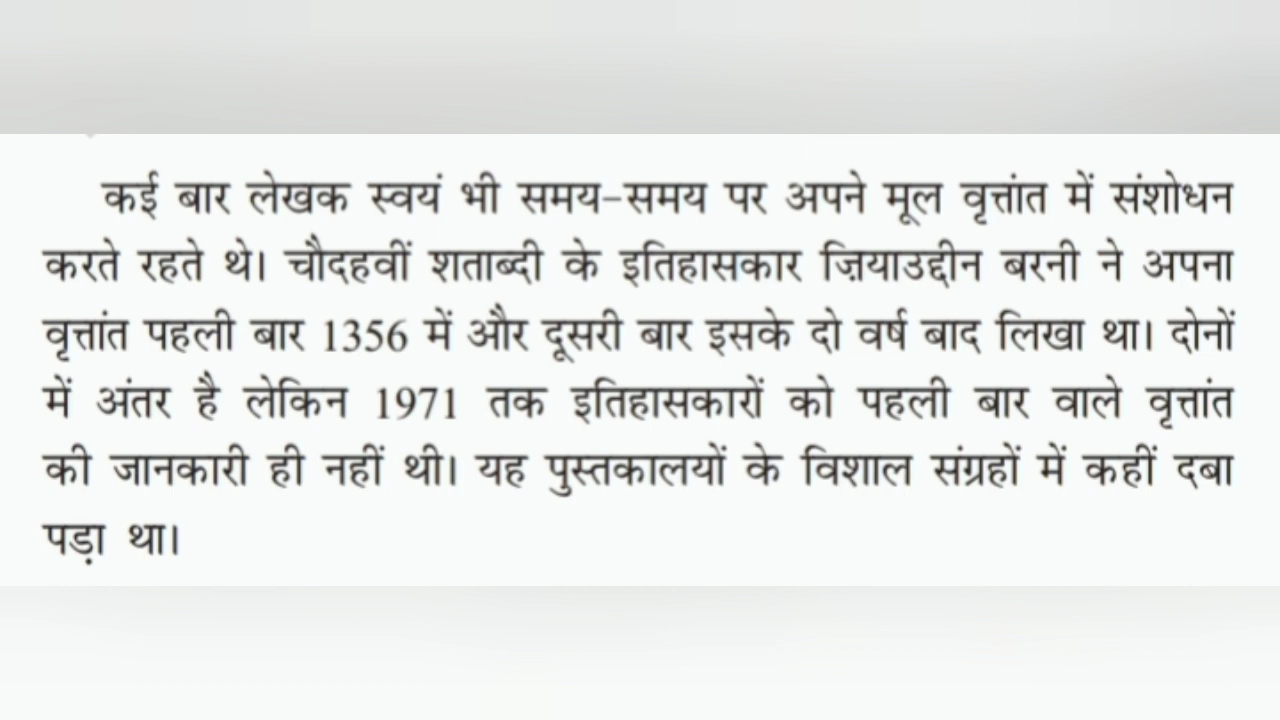 कई बार लेखक स्वयं भी समय-समय पर अपने मूल वृत्तांत में संशोधन
करते रहते थे। चौदहवीं शताब्दी के इतिहासकार ज़ियाउद्दीन बरनी ने अपना
वृत्तांत पहली बार 1356 में और दूसरी बार इसके दो वर्ष बाद लिखा था। दोनों
में अंतर है लेकिन 1971 तक इतिहासकारों को पहली बार वाले वृत्तांत
की जानकारी ही नहीं थी। यह पुस्तकालयों के विशाल संग्रहों में कहीं दबा
पड़ा था।